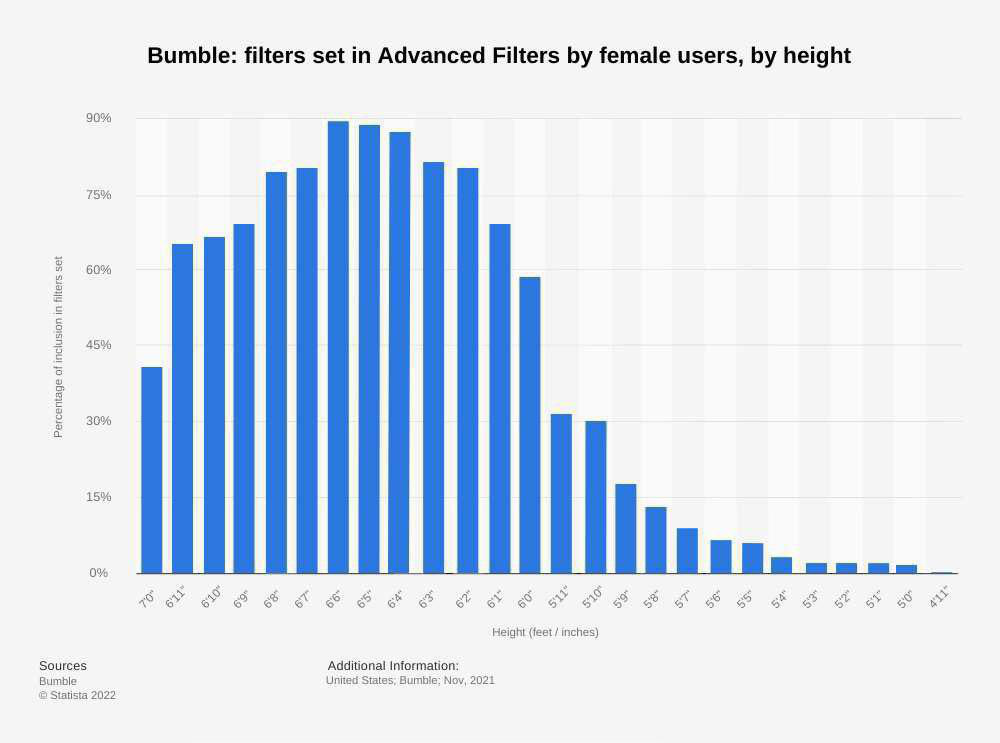 Bumble: filters set in Advanced Filters by female users, by height
90%
75%
60%
45%
30%
15%
0%
Percentage of inclusion in filters set
7'0" 6'11" 6'10" 6'9" 6'8" 6'7" 6'6" 6'5" 6'4" 6'3" 6'2" 6'1" 6'0" 5'11" 5'10" 5'9" 5'8" 5'7" 5'6" 5'5" 5'4" 5'3" 5'2" 5'1" 5'0" 4'11"
Height (feet / inches)
Sources
Bumble
© Statista 2022
Additional Information:
United States; Bumble; Nov, 2021